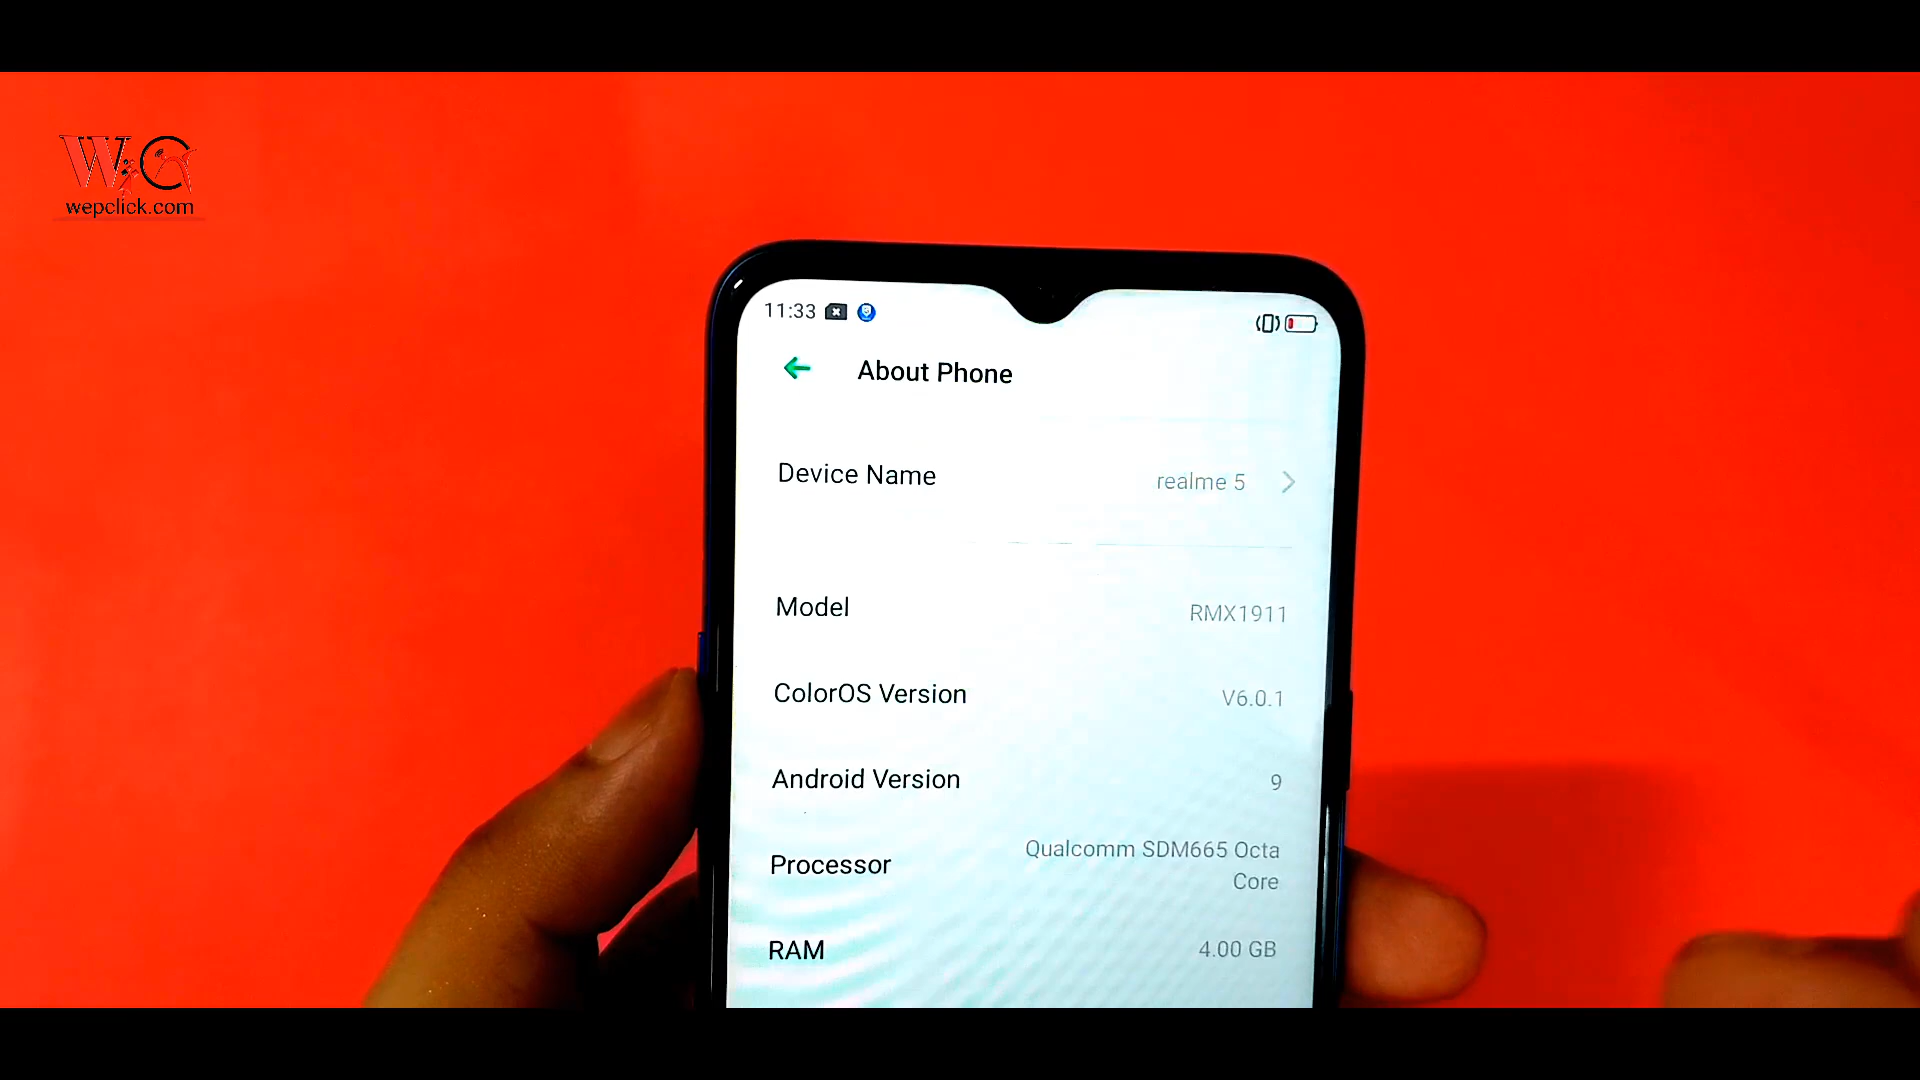 WC
wepclick.com
11:33
About Phone
Device Name realme 5
Model RMX1911
ColorOS Version V6.0.1
Android Version 9
Processor Qualcomm SDM665 Octa
Core
RAM 4.00 GB